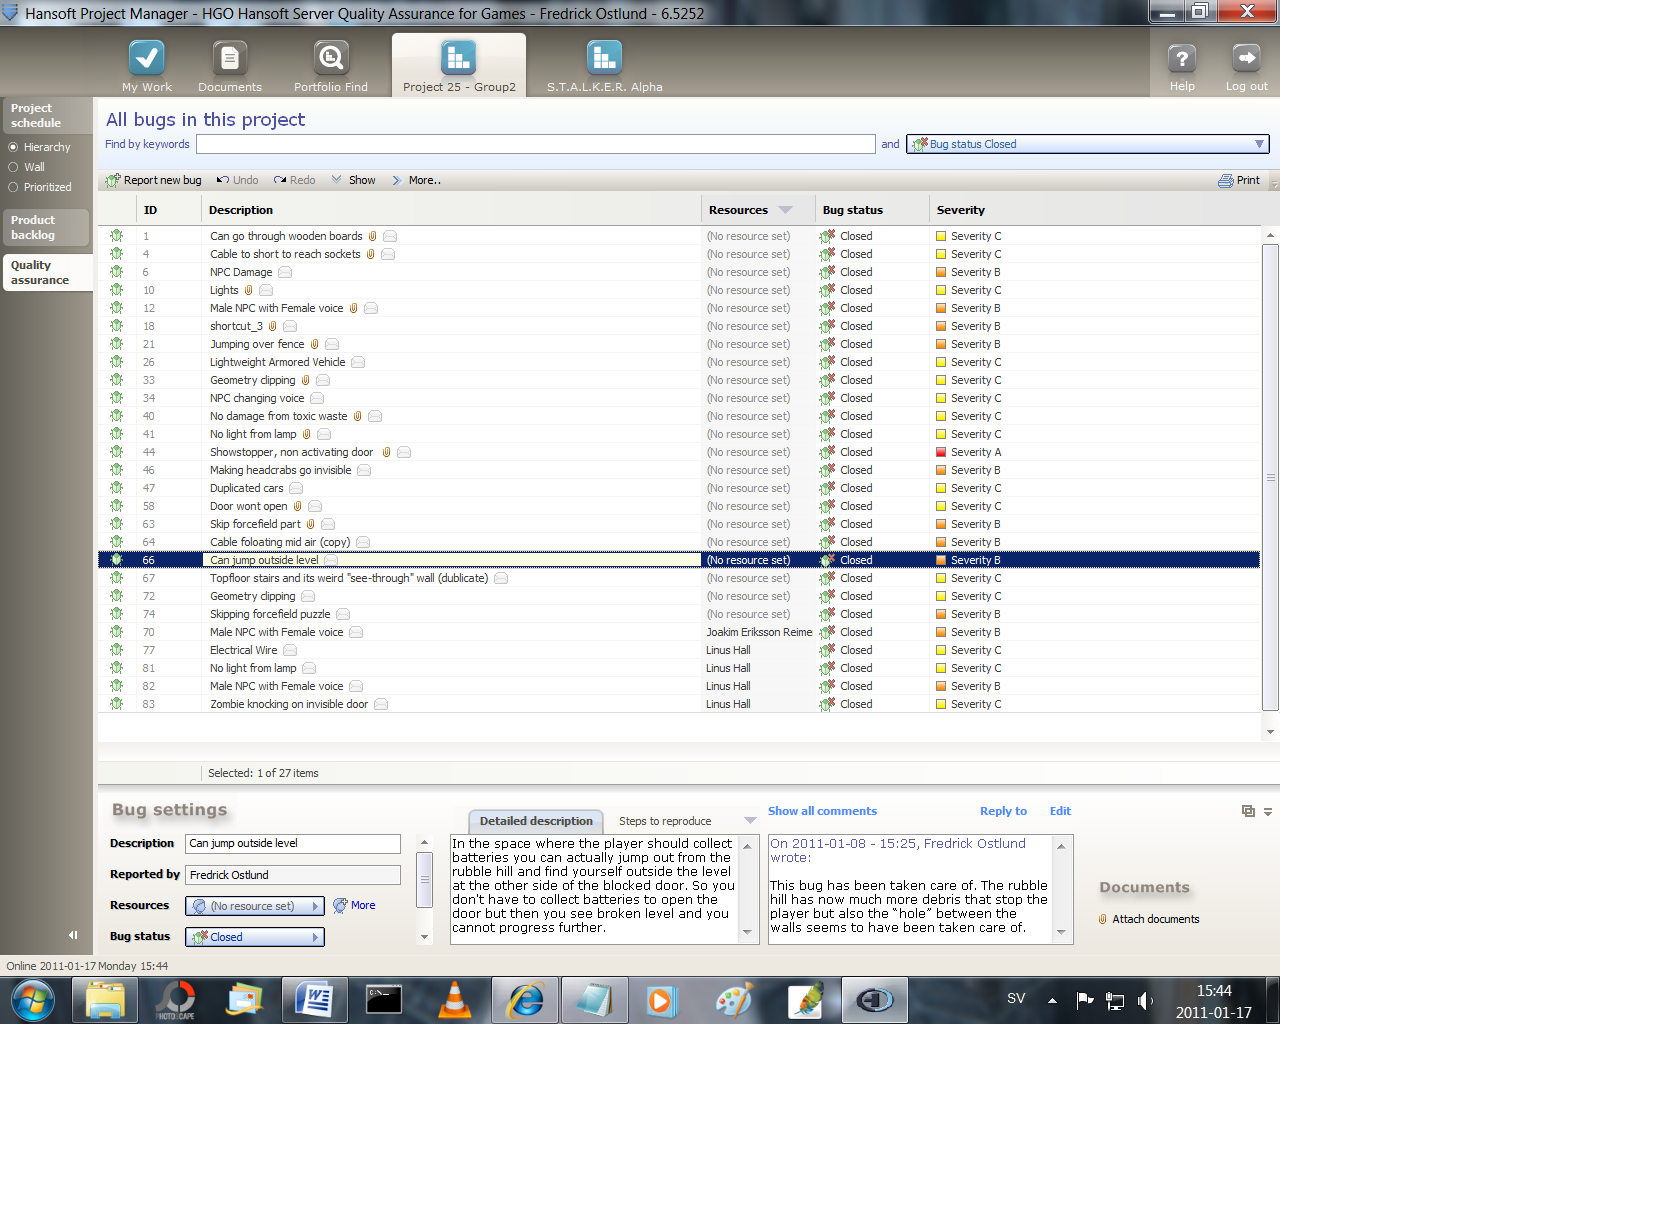 Hansoft Project Manager - HGO Hansoft Server Quality Assurance for Games - Fredrick Ostlund - 6.5252
My Work
Documents
Portfolio Find
Project 25 - Group2
S.T.A.L.K.E.R. Alpha
Help
Log out
Project schedule
Hierarchy
Wall
Prioritized
Product backlog
Quality assurance
All bugs in this project
Find by keywords and Bug status Closed
Report new bug Undo Redo Show More.. Print
ID Description Resources Bug status Severity
1 Can go through wooden boards (No resource set) Closed Severity C
4 Cable to short to reach sockets (No resource set) Closed Severity C
6 NPC Damage (No resource set) Closed Severity B
10 Lights (No resource set) Closed Severity C
12 Male NPC with Female voice (No resource set) Closed Severity B
18 shortcut_3 (No resource set) Closed Severity B
21 Jumping over fence (No resource set) Closed Severity B
26 Lightweight Armored Vehicle (No resource set) Closed Severity C
33 Geometry clipping (No resource set) Closed Severity C
34 NPC changing voice (No resource set) Closed Severity C
40 No damage from toxic waste (No resource set) Closed Severity C
41 No light from lamp (No resource set) Closed Severity C
44 Showstopper, non activating door (No resource set) Closed Severity A
46 Making headcrabs go invisible (No resource set) Closed Severity B
47 Duplicated cars (No resource set) Closed Severity C
58 Door wont open (No resource set) Closed Severity C
63 Skip forcefield part (No resource set) Closed Severity B
64 Cable foloating mid air (copy) (No resource set) Closed Severity B
66 Can jump outside level (No resource set) Closed Severity B
67 Topfloor stairs and its weird "see-through" wall (dublicate) (No resource set) Closed Severity C
72 Geometry clipping (No resource set) Closed Severity C
74 Skipping forcefield puzzle (No resource set) Closed Severity B
70 Male NPC with Female voice Joakim Eriksson Reime Closed Severity B
77 Electrical Wire Linus Hall Closed Severity C
81 No light from lamp Linus Hall Closed Severity C
82 Male NPC with Female voice Linus Hall Closed Severity B
83 Zombie knocking on invisible door Linus Hall Closed Severity C
Selected: 1 of 27 items
Bug settings
Description Can jump outside level
Reported by Fredrick Ostlund
Resources (No resource set) More
Bug status Closed
Detailed description Steps to reproduce
In the space where the player should collect
batteries you can actually jump out from the
rubble hill and find yourself outside the level
at the other side of the blocked door. So you
don't have to collect batteries to open the
door but then you see broken level and you
cannot progress further.
Show all comments Reply to Edit
On 2011-01-08 - 15:25, Fredrick Ostlund
wrote:
This bug has been taken care of. The rubble
hill has now much more debris that stop the
player but also the “hole” between the
walls seems to have been taken care of.
Documents
Attach documents
Online 2011-01-17 Monday 15:44
PHOTOSCAPE
SV
15:44
2011-01-17